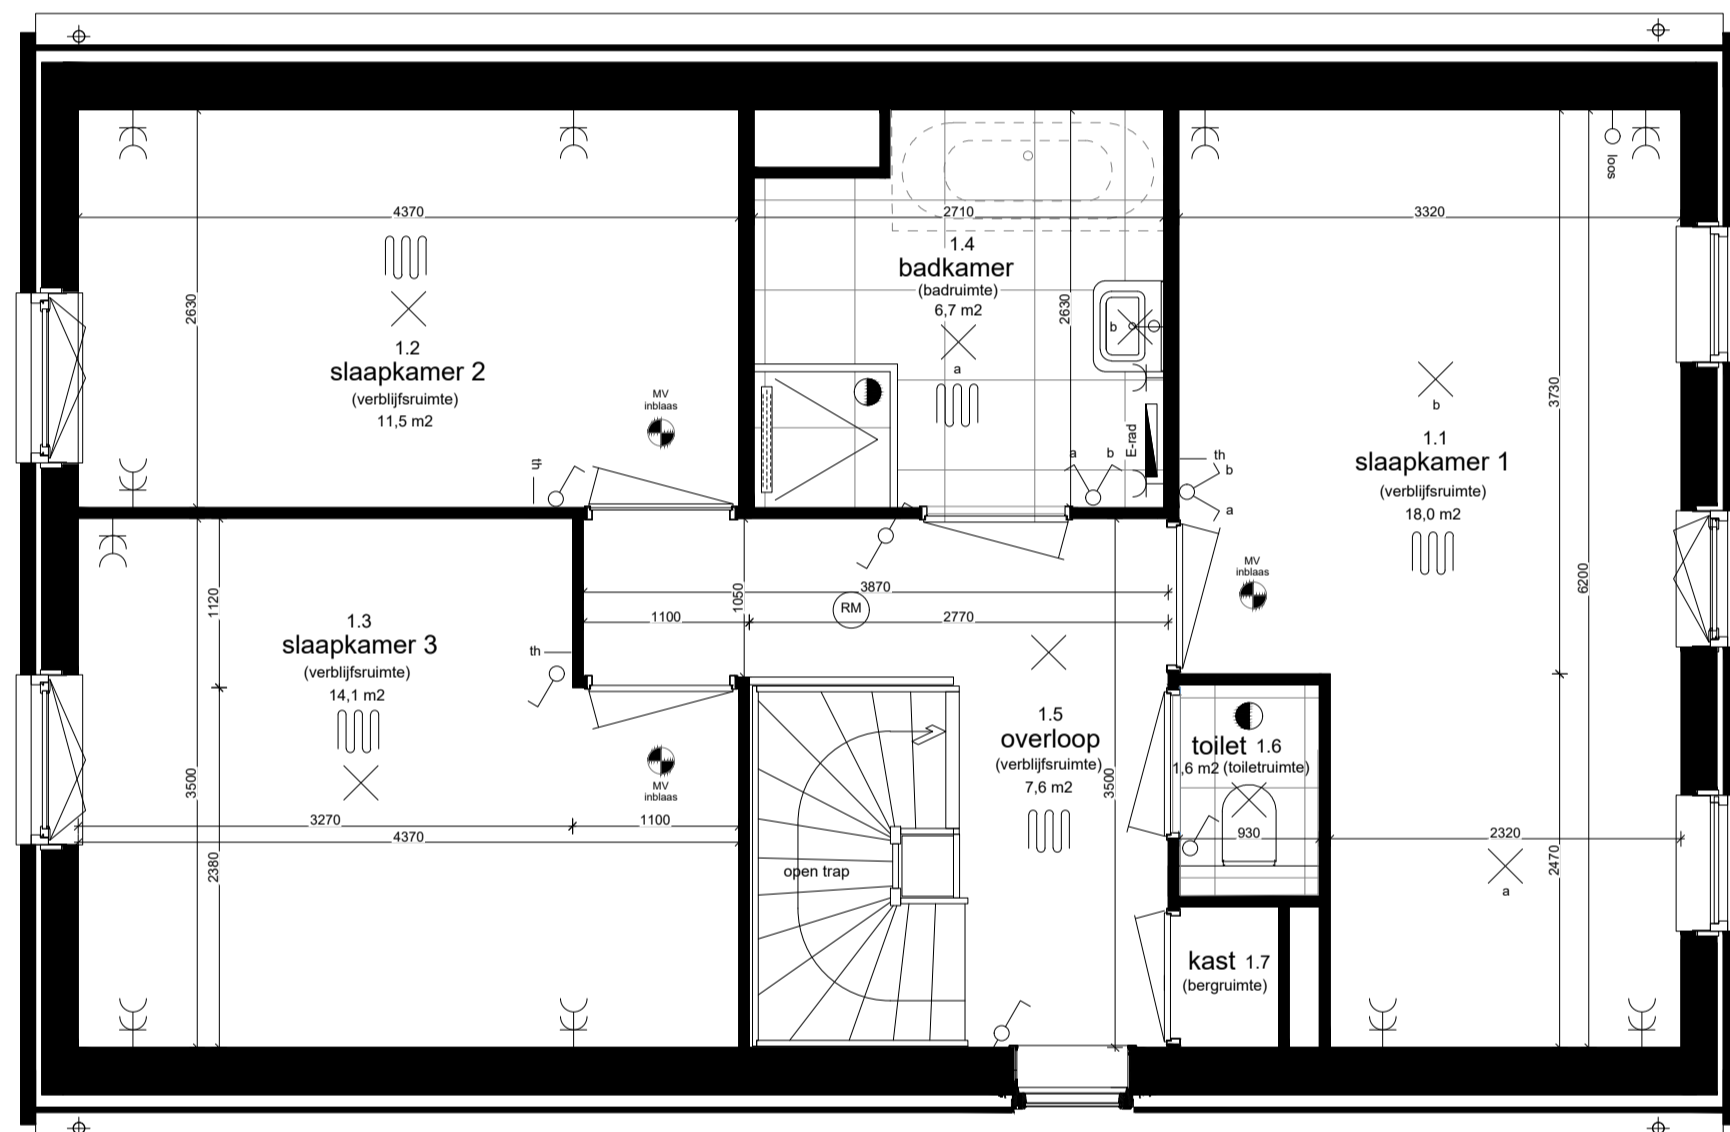 4370
2710
3320
loos
1.4
badkamer
(badruimte)
6,7 m2
a
b
2630
2630
1.2
slaapkamer 2
(verblijfsruimte)
11,5 m2
MV
inblaas
th
a
b
E-rad
th
b
a
3730
b
1.1
slaapkamer 1
(verblijfsruimte)
18,0 m2
MV
inblaas
6200
1120
1.3
slaapkamer 3
(verblijfsruimte)
14,1 m2
th
3870
1050
RM
1100
2770
1.5
overloop
(verblijfsruimte)
7,6 m2
3500
toilet 1.6
1,6 m2 (toiletruimte)
3500
MV
inblaas
3270
1100
4370
2380
open trap
930
2320
2470
a
kast 1.7
(bergruimte)